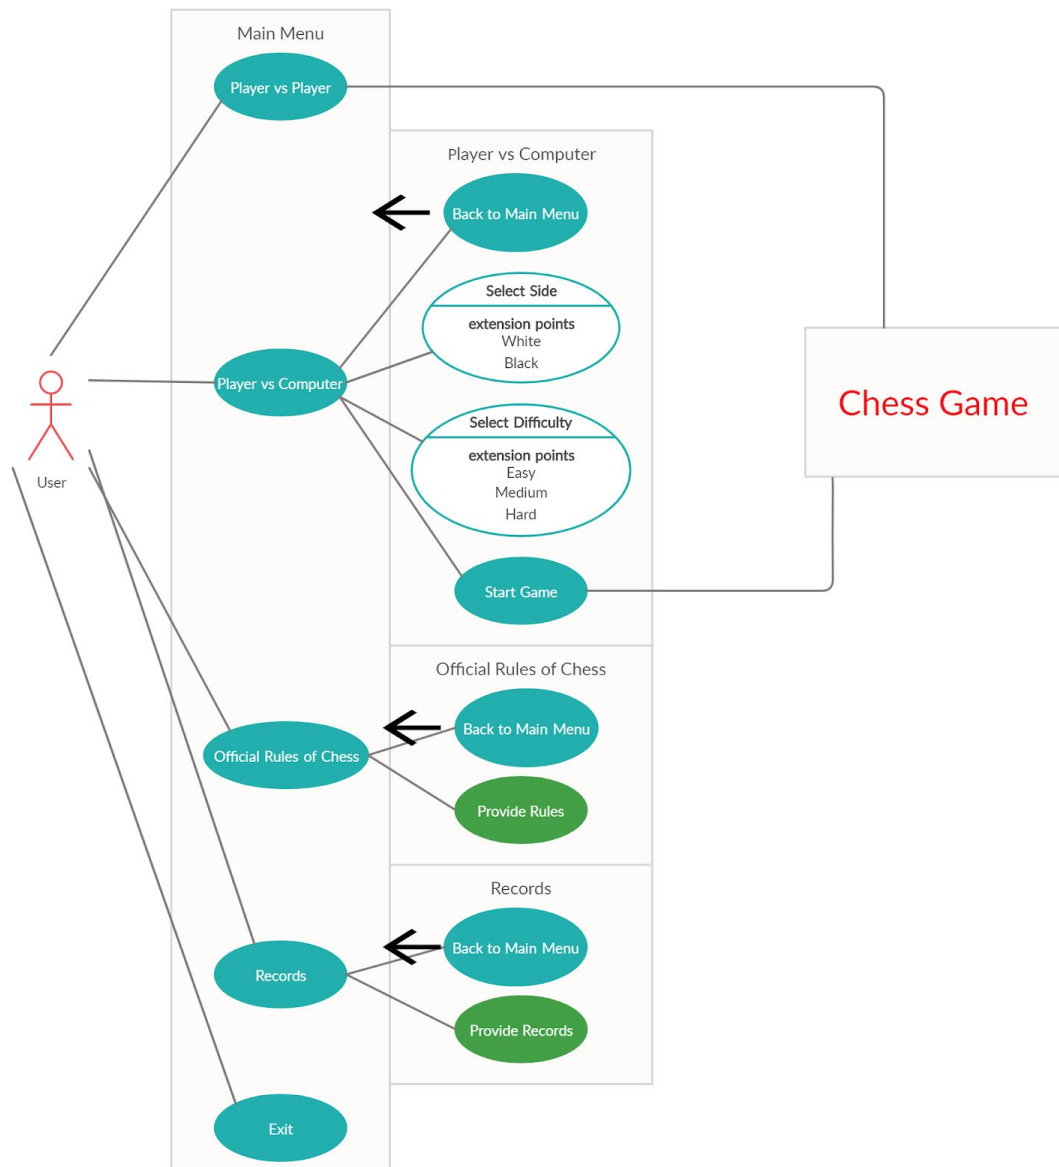 Main Menu
Player vs Player
Player vs Computer
Back to Main Menu
Select Side
extension points
White
Black
Player vs Computer
Chess Game
Select Difficulty
extension points
Easy
Medium
Hard
User
Start Game
Official Rules of Chess
Back to Main Menu
Official Rules of Chess
Provide Rules
Records
Back to Main Menu
Records
Provide Records
Exit